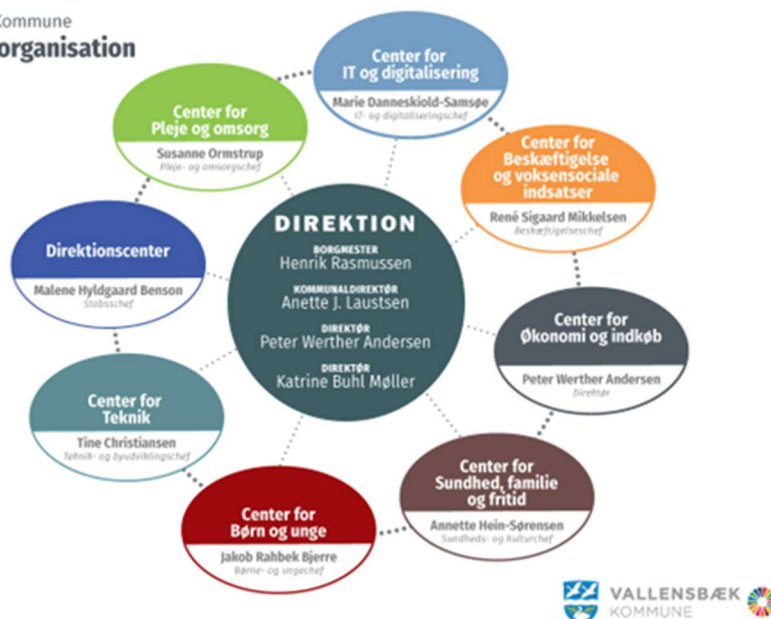 Kommune
organisation
Center for
IT og digitalisering
Marie Danneskiold-Samsøe
IT- og digitaliseringschef
Center for
Pleje og omsorg
Susanne Ormstrup
Pleje- og omsorgschef
Center for
Beskæftigelse
og voksensociale
indsatser
René Sigaard Mikkelsen
Beskæftigelseschef
Direktionscenter
Malene Hyldgaard Benson
Stabschef
DIREKTION
BORGMESTER
Henrik Rasmussen
KOMMUNALDIREKTØR
Anette J. Laustsen
DIREKTØR
Peter Werther Andersen
DIREKTØR
Katrine Buhl Møller
Center for
Økonomi og indkøb
Peter Werther Andersen
Direktør
Center for
Teknik
Tine Christiansen
Teknik- og byudviklingschef
Center for
Sundhed, familie
og fritid
Annette Hein-Sørensen
Sundheds- og kulturchef
Center for
Børn og unge
Jakob Rahbek Bjerre
Børne- og ungechef
VALLENSBÆK
KOMMUNE